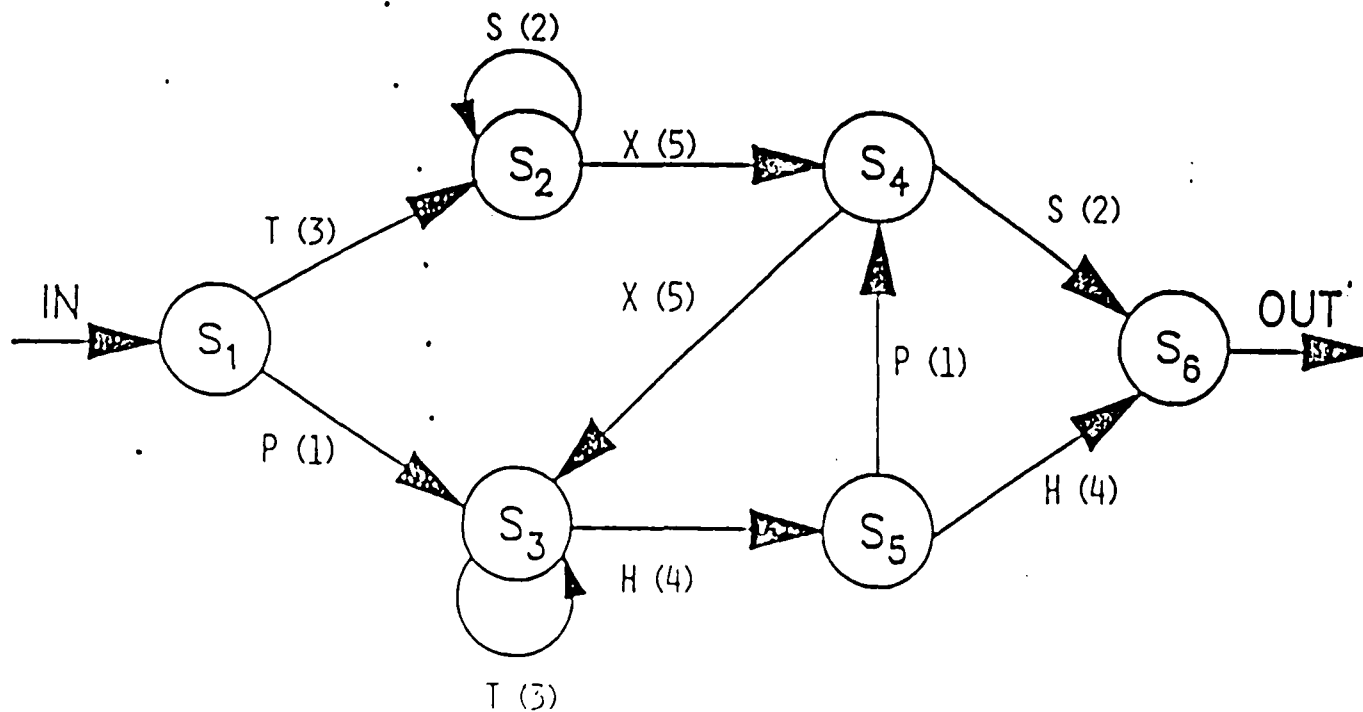 S (2)
S₂
X (5)
S₄
T (3)
S (2)
IN
S₁
X (5)
P (1)
S₆
OUT
P (1)
S₃
H (4)
S₅
H (4)
T (3)